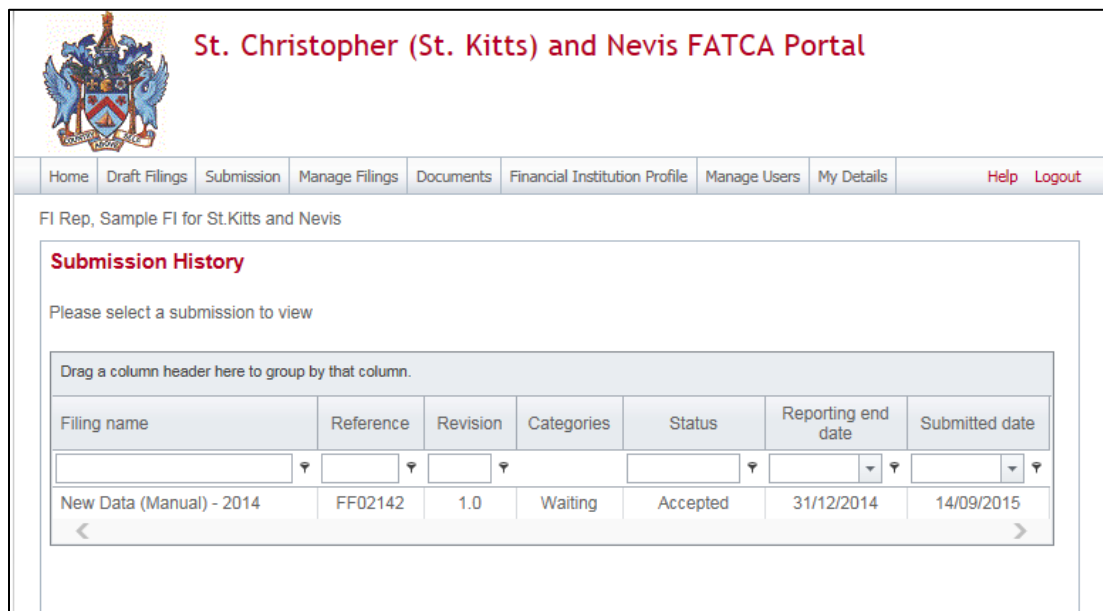 St. Christopher (St. Kitts) and Nevis FATCA Portal
COUNTRY ABOVE SELF
Home Draft Filings Submission Manage Filings Documents Financial Institution Profile Manage Users My Details Help Logout
FI Rep, Sample FI for St.Kitts and Nevis
Submission History
Please select a submission to view
Drag a column header here to group by that column.
Filing name Reference Revision Categories Status Reporting end date Submitted date
New Data (Manual) - 2014 FF02142 1.0 Waiting Accepted 31/12/2014 14/09/2015